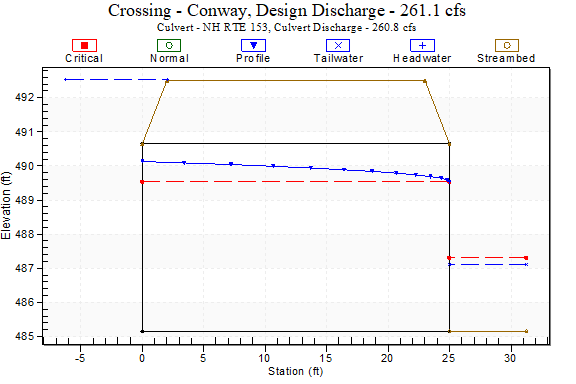 Crossing - Conway, Design Discharge - 261.1 cfs
Culvert - NH RTE 153, Culvert Discharge - 260.8 cfs
Critical Normal Profile Tailwater Headwater Streambed
492
491
490
489
488
487
486
485
Elevation (ft)
-5 0 5 10 15 20 25 30
Station (ft)